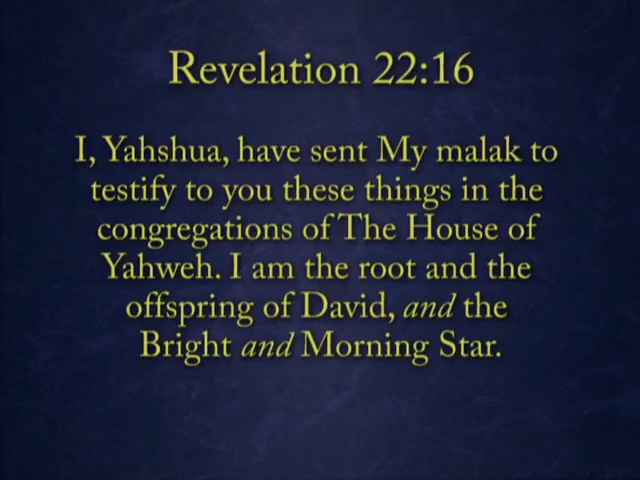 Revelation 22:16
I, Yahshua, have sent My malak to
testify to you these things in the
congregations of The House of
Yahweh. I am the root and the
offspring of David, and the
Bright and Morning Star.